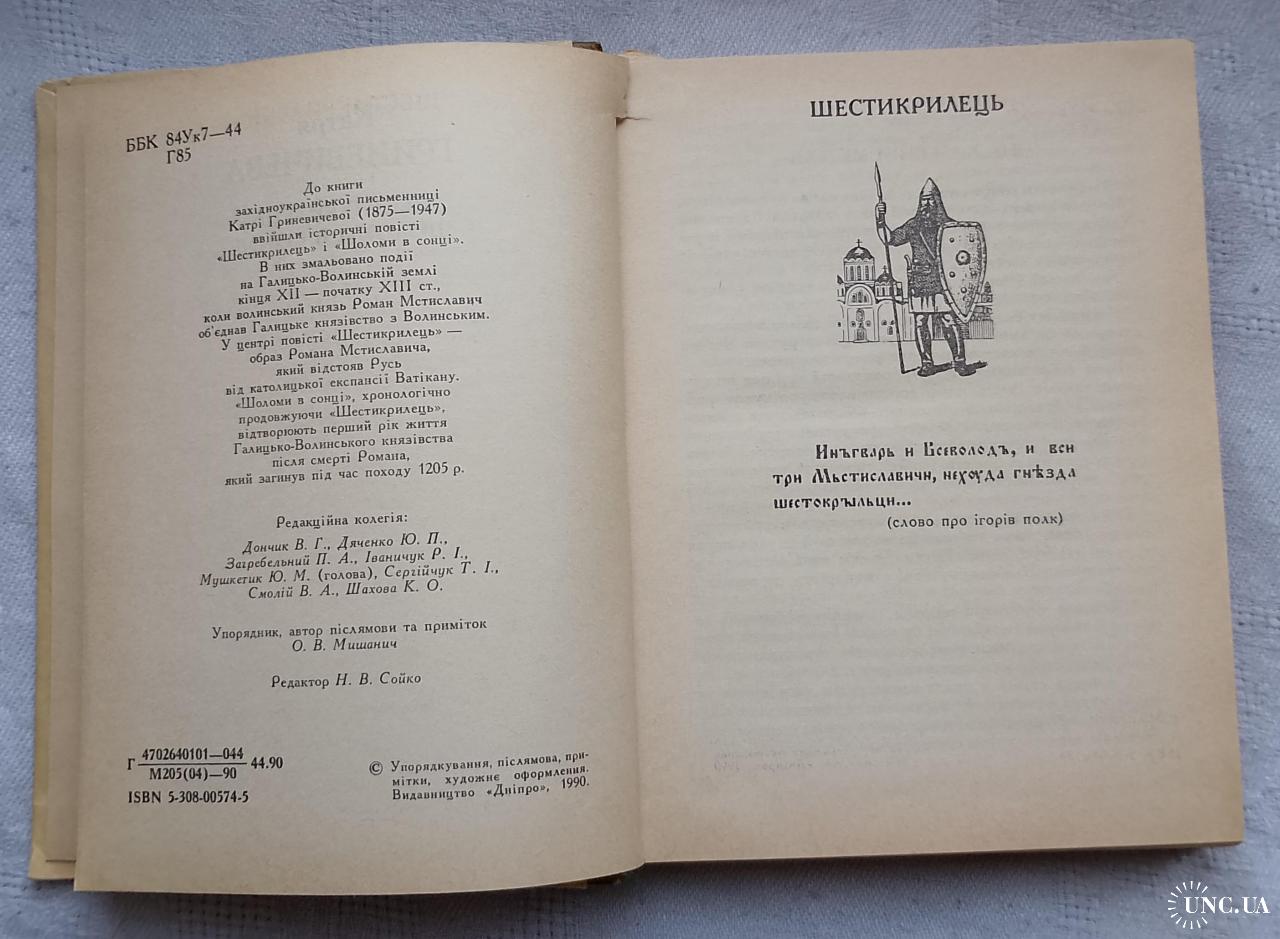 ББК 84Ук7—44
Г85
До книги
західноукраїнської письменниці
Катрі Гриневичевої (1875—1947)
ввійшли історичні повісті
«Шестикрилець» і «Шоломи в сонці».
В них змальовано події
на Галицько-Волинській землі
кінця XII — початку XIII ст.,
коли волинський князь Роман Мстиславич
об'єднав Галицьке князівство з Волинським.
У центрі повісті «Шестикрилець» —
образ Романа Мстиславича,
який відстояв Русь
від католицької експансії Ватікану.
«Шоломи в сонці», хронологічно
продовжуючи «Шестикрилець»,
відтворюють перший рік життя
Галицько-Волинського князівства
після смерті Романа,
який загинув під час походу 1205 р.
Редакційна колегія:
Дончик В. Г., Дяченко Ю. П.,
Загребельний П. А., Іваничук Р. І.,
Мушкетик Ю. М. (голова), Сергійчук Т. І.,
Смолій В. А., Шахова К. О.
Упорядник, автор післямови та приміток
О. В. Мишанич
Редактор Н. В. Сойко
Г 4702640101—044 44.90
М205(04)—90
ISBN 5-308-00574-5
© Упорядкування, післямова, при-
мітки, художнє оформлення.
Видавництво «Дніпро», 1990.
ШЕСТИКРИЛЕЦЬ
Инъгварь и Всеволодъ, и вси
три Мьстиславичи, нехоуда гнѣзда
шестокрыльци...
(слово про ігорів полк)
UNC.UA